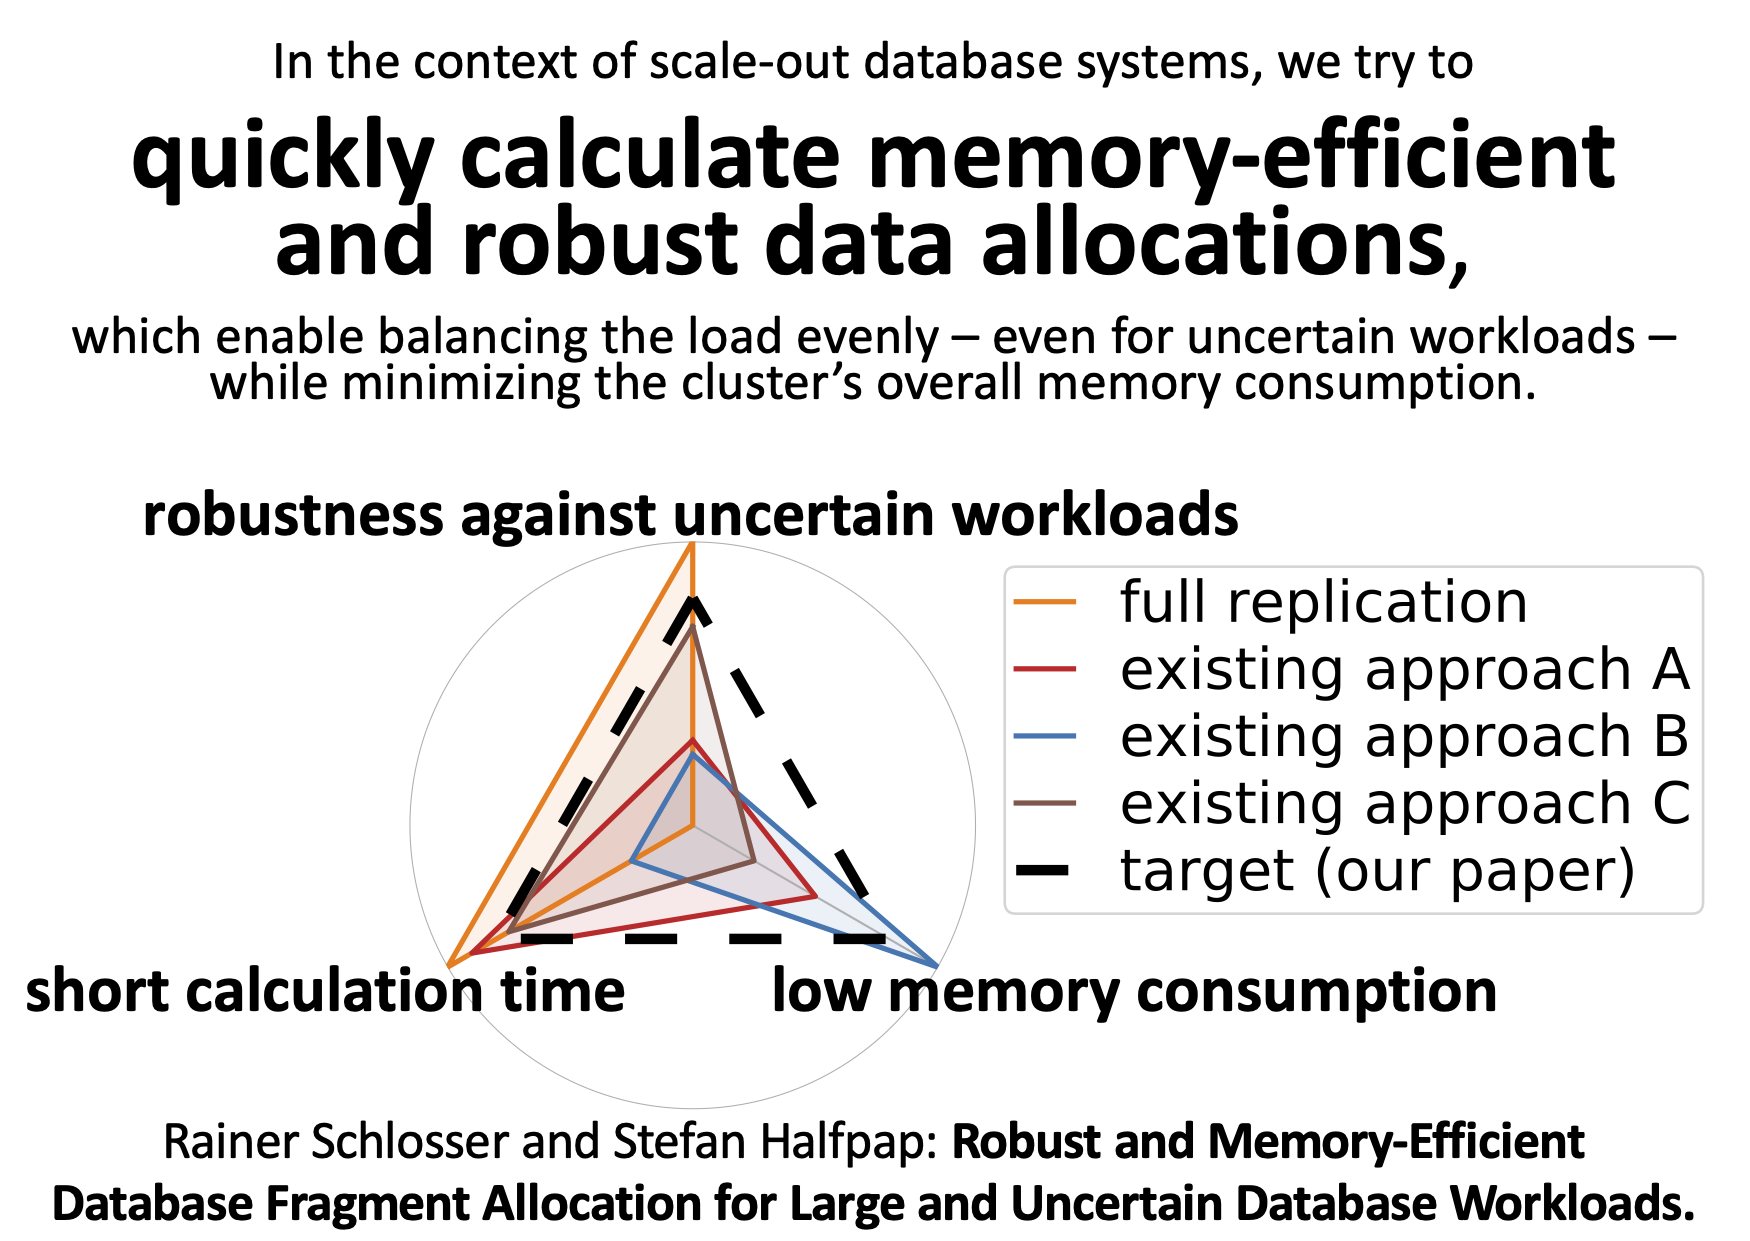 In the context of scale-out database systems, we try to
quickly calculate memory-efficient
and robust data allocations,
which enable balancing the load evenly – even for uncertain workloads –
while minimizing the cluster’s overall memory consumption.
robustness against uncertain workloads
full replication
existing approach A
existing approach B
existing approach C
target (our paper)
short calculation time
low memory consumption
Rainer Schlosser and Stefan Halfpap: Robust and Memory-Efficient
Database Fragment Allocation for Large and Uncertain Database Workloads.